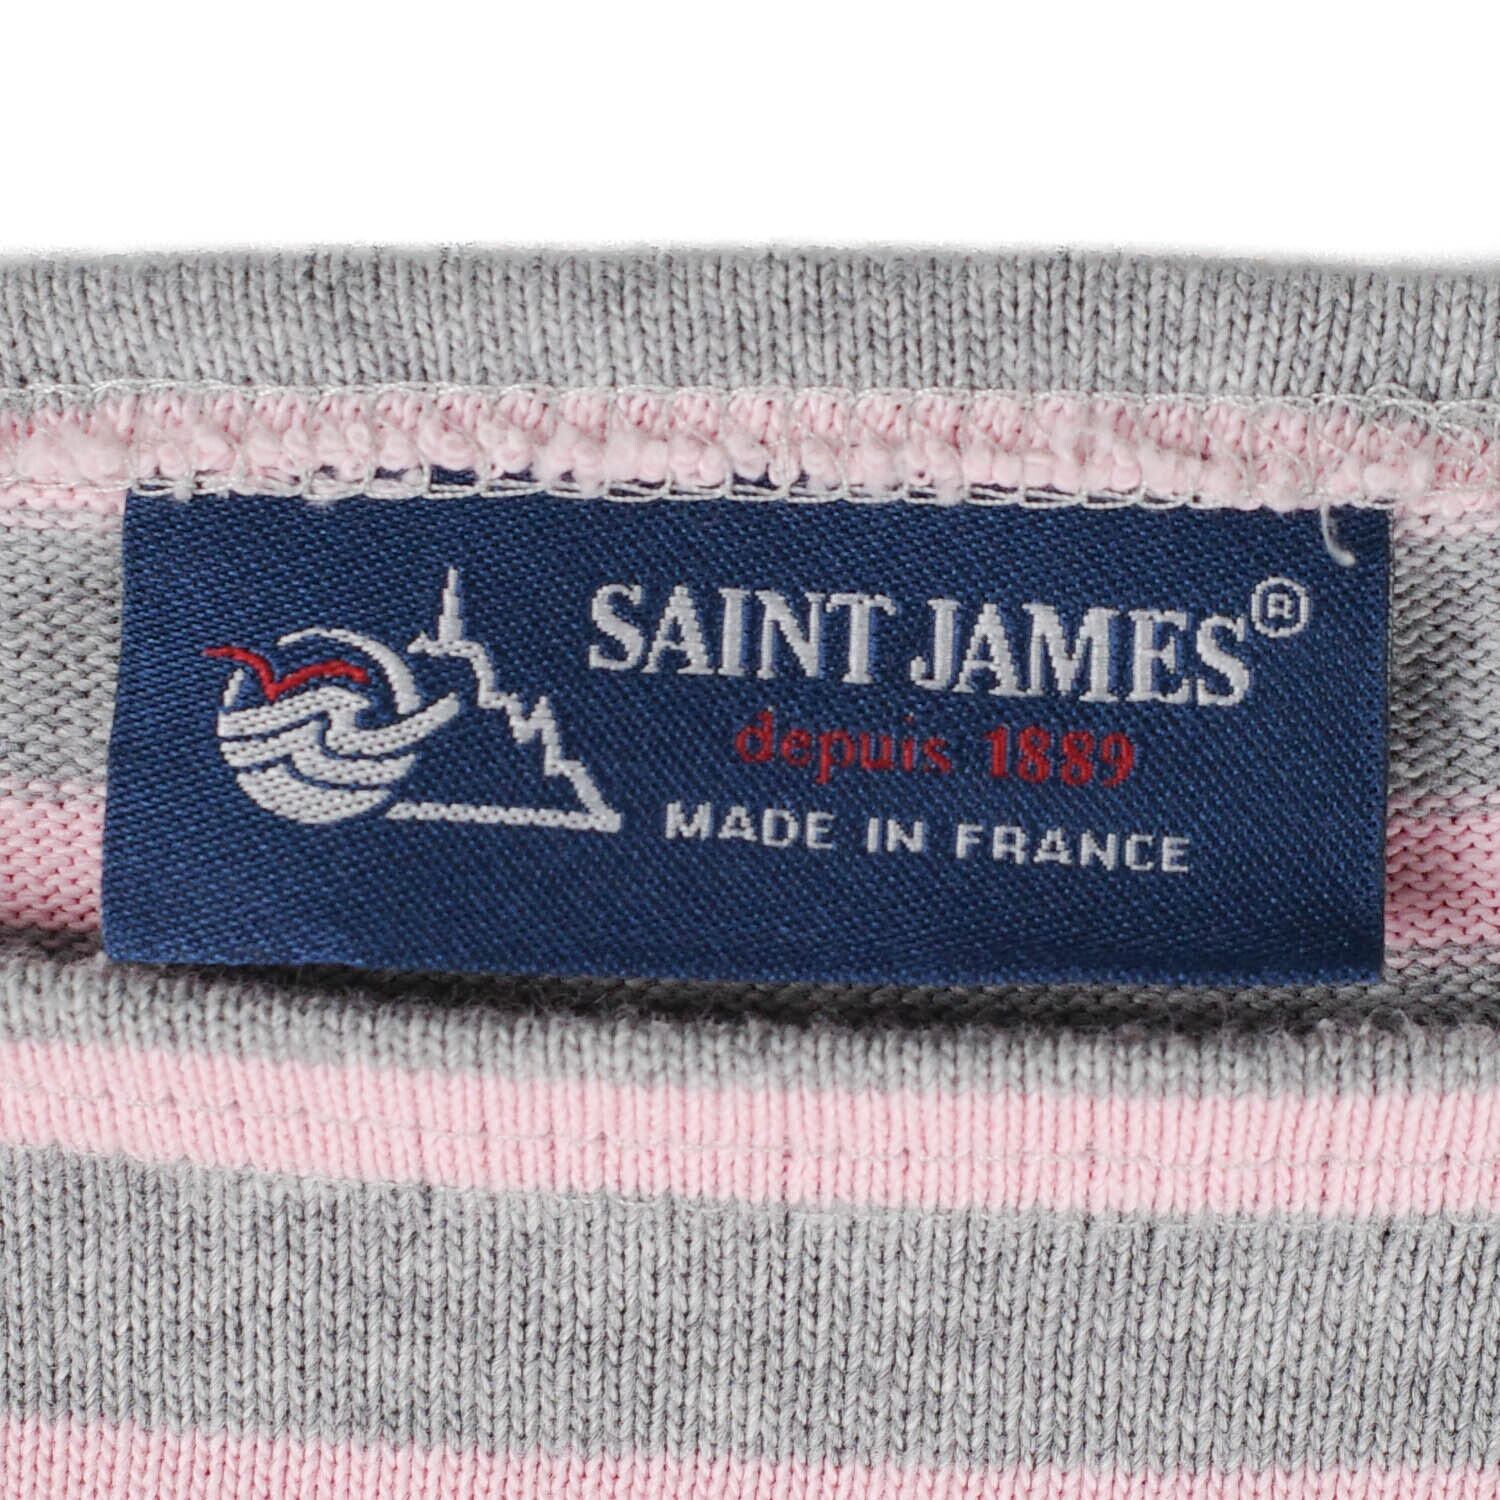 SAINT JAMES®
depuis 1889
MADE IN FRANCE